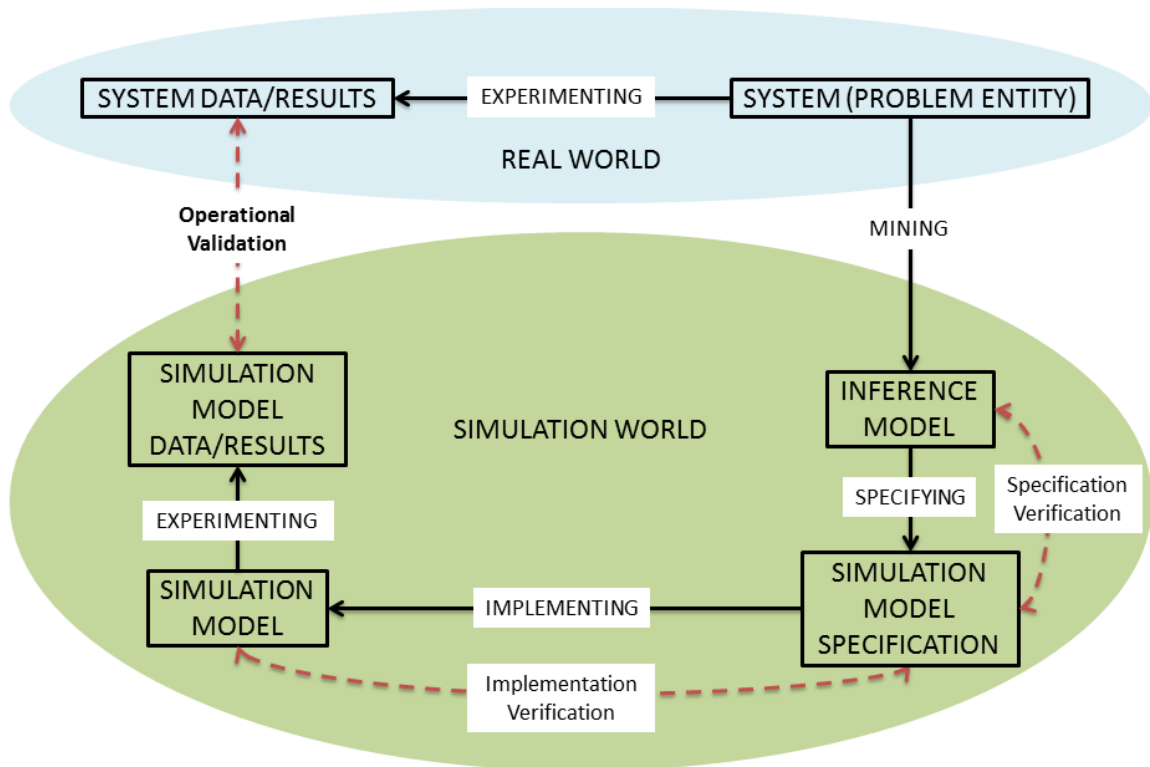 SYSTEM DATA/RESULTS
EXPERIMENTING
SYSTEM (PROBLEM ENTITY)
REAL WORLD
Operational
Validation
MINING
SIMULATION
MODEL
DATA/RESULTS
SIMULATION WORLD
INFERENCE
MODEL
EXPERIMENTING
SPECIFYING
Specification
Verification
SIMULATION
MODEL
IMPLEMENTING
SIMULATION
MODEL
SPECIFICATION
Implementation
Verification